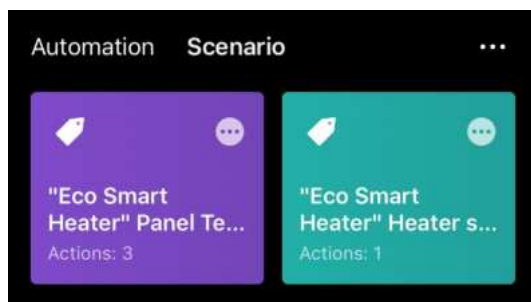 Automation Scenario
"Eco Smart
Heater" Panel Te...
Actions: 3
"Eco Smart
Heater" Heater s...
Actions: 1